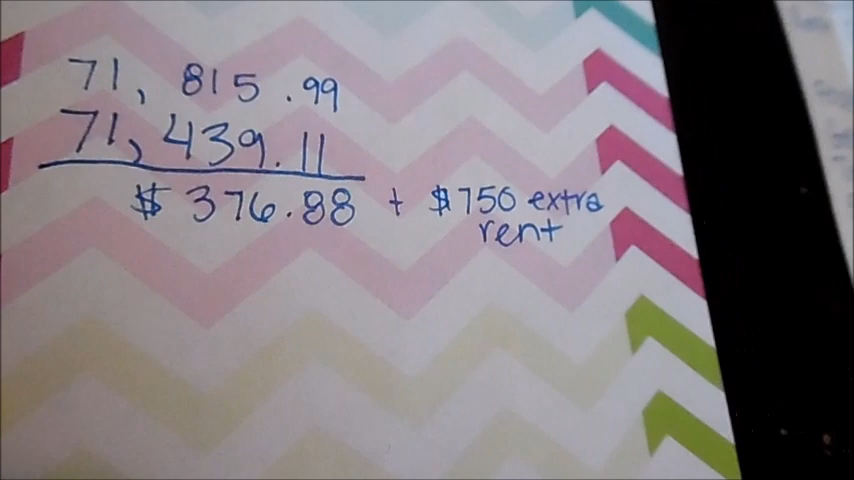 71, 815.99
71, 439.11
$ 376.88 + $750 extra
rent